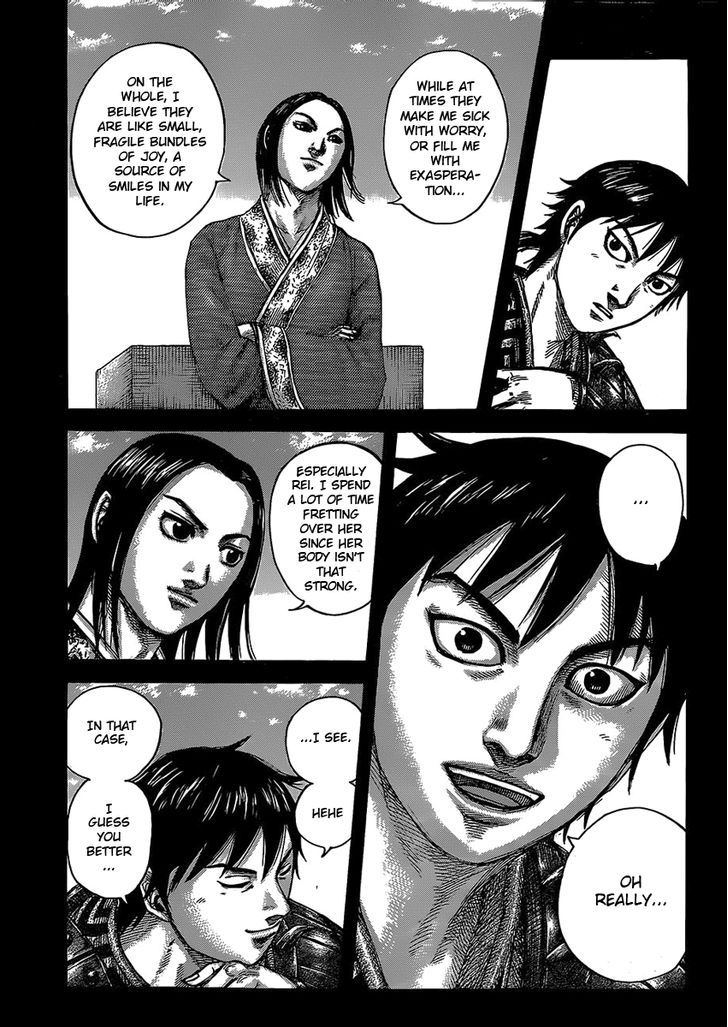 WHILE AT
TIMES THEY
MAKE ME SICK
WITH WORRY,
OR FILL ME
WITH
EXASPERA-
TION...
ON THE
WHOLE, I
BELIEVE THEY
ARE LIKE SMALL,
FRAGILE BUNDLES
OF JOY, A
SOURCE OF
SMILES IN MY
LIFE.
...
OH
REALLY...
ESPECIALLY
REI. I SPEND
A LOT OF TIME
FRETTING
OVER HER
SINCE HER
BODY ISN'T
THAT
STRONG.
...I SEE.
HEHE
IN THAT
CASE,
I
GUESS
YOU
BETTER
...